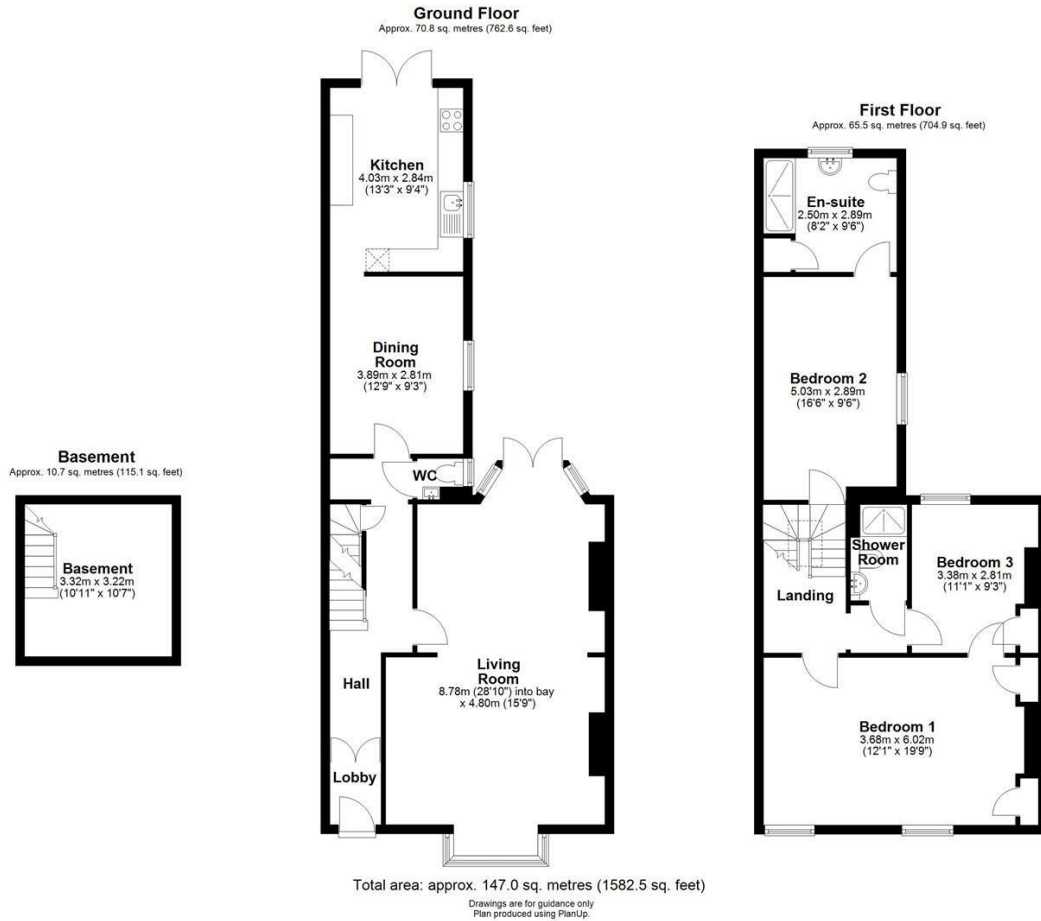 Ground Floor
Approx. 70.8 sq. metres (762.6 sq. feet)
Kitchen
4.03m x 2.84m
(13'3" x 9'4")
Dining
Room
3.89m x 2.81m
(12'9" x 9'3")
WC
Living
Room
8.78m (28'10") into bay
x 4.80m (15'9")
Hall
Lobby
First Floor
Approx. 65.5 sq. metres (704.9 sq. feet)
En-suite
2.50m x 2.89m
(8'2" x 9'6")
Bedroom 2
5.03m x 2.89m
(16'6" x 9'6")
Shower
Room
Bedroom 3
3.38m x 2.81m
(11'1" x 9'3")
Landing
Bedroom 1
3.68m x 6.02m
(12'1" x 19'9")
Basement
Approx. 10.7 sq. metres (115.1 sq. feet)
Basement
3.32m x 3.22m
(10'11" x 10'7")
Total area: approx. 147.0 sq. metres (1582.5 sq. feet)
Drawings are for guidance only
Plan produced using PlanUp.